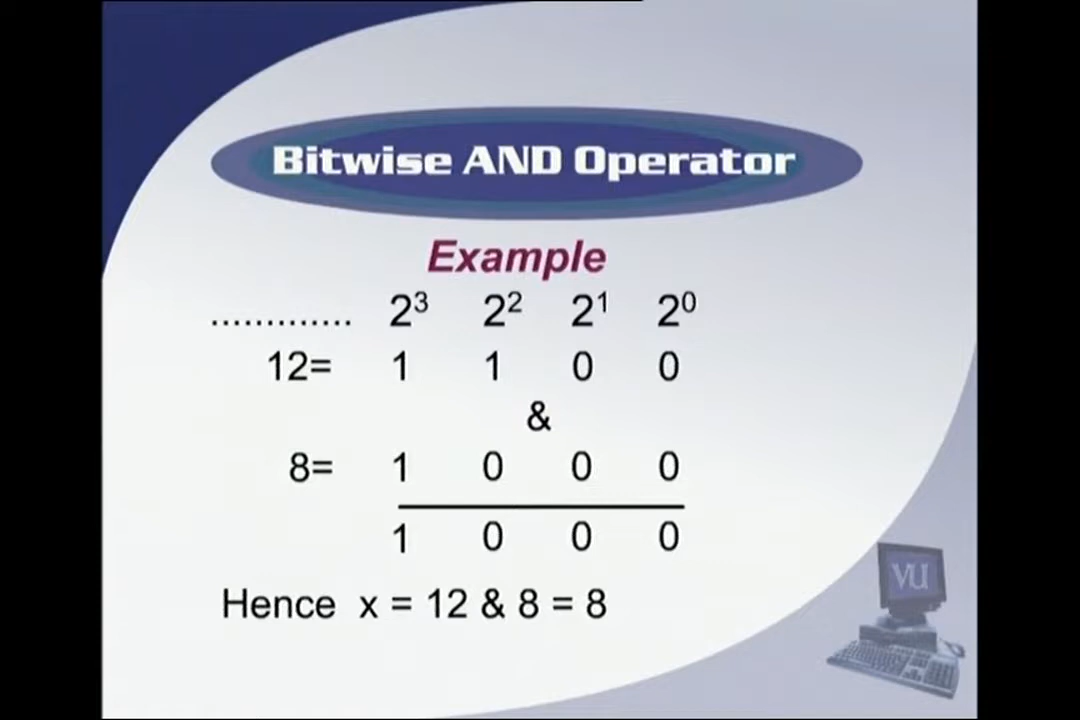 Bitwise AND Operator
Example
............. 2³ 2² 2¹ 2⁰
12= 1 1 0 0
&
8= 1 0 0 0
1 0 0 0
Hence x = 12 & 8 = 8
VU